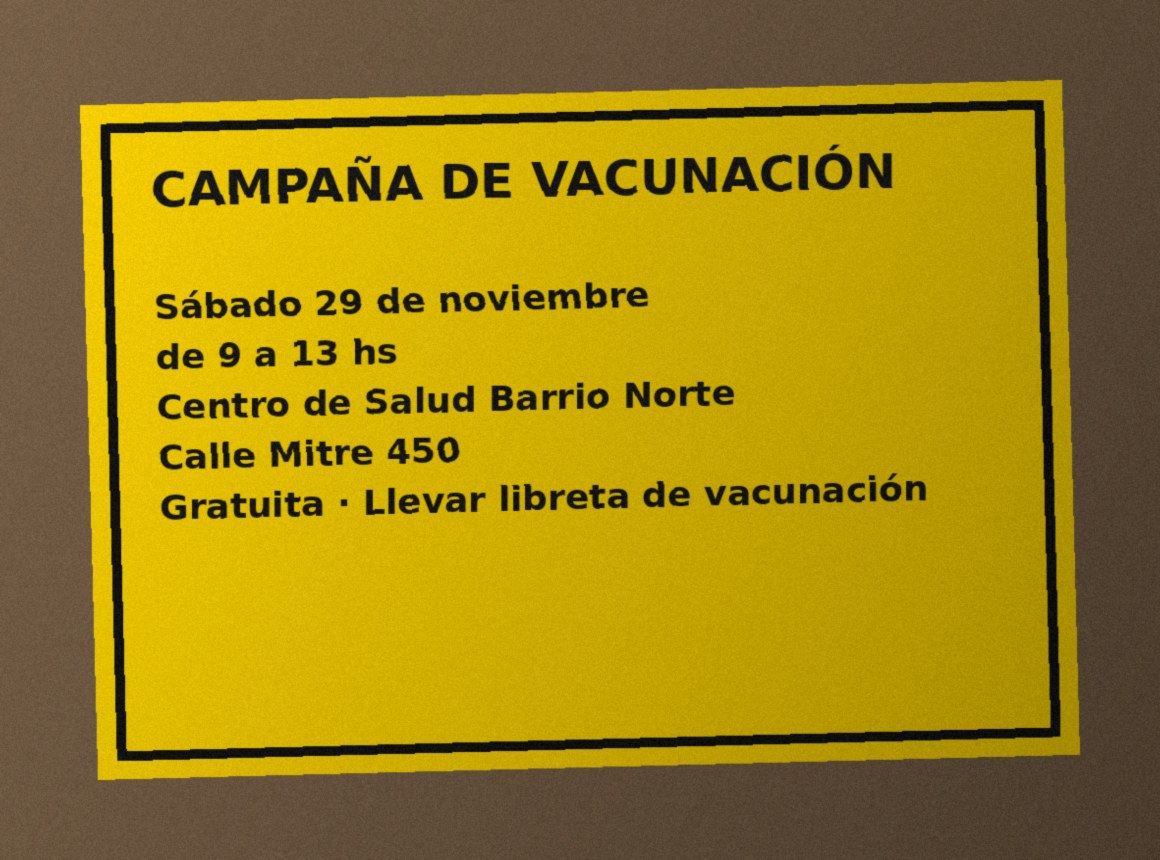 CAMPAÑA DE VACUNACIÓN
Sábado 29 de noviembre
de 9 a 13 hs
Centro de Salud Barrio Norte
Calle Mitre 450
Gratuita · Llevar libreta de vacunación